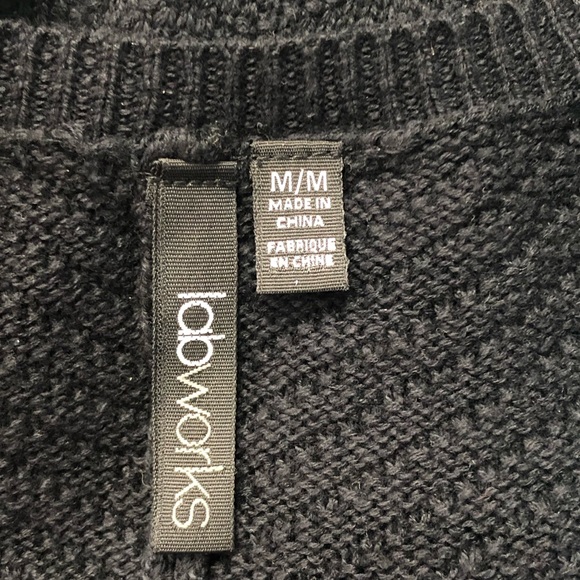 labworks
M/M
MADE IN
CHINA
FABRIQUE
EN CHINE